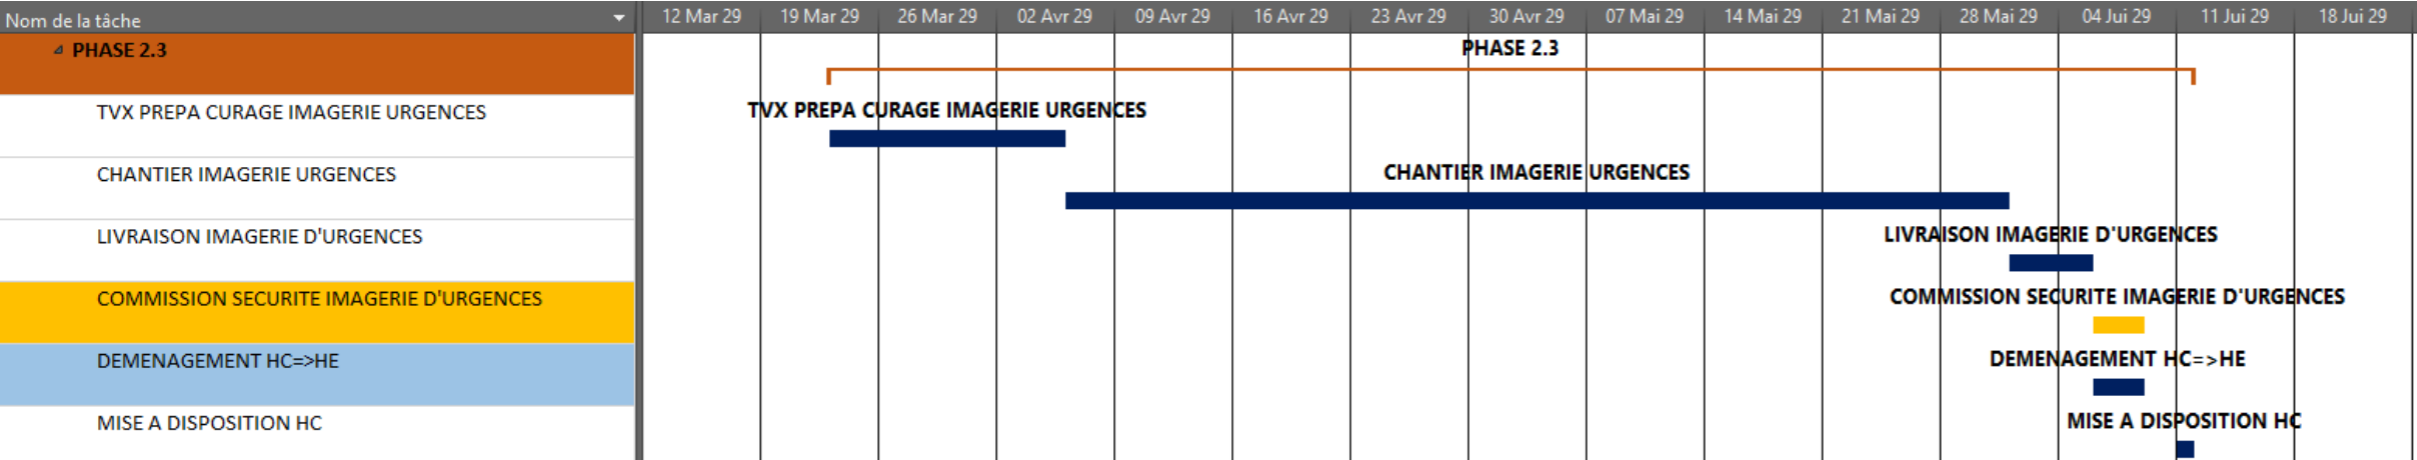 Nom de la tâche
12 Mar 29 19 Mar 29 26 Mar 29 02 Avr 29 09 Avr 29 16 Avr 29 23 Avr 29 30 Avr 29 07 Mai 29 14 Mai 29 21 Mai 29 28 Mai 29 04 Jui 29 11 Jui 29 18 Jui 29
PHASE 2.3
PHASE 2.3
TVX PREPA CURAGE IMAGERIE URGENCES
TVX PREPA CURAGE IMAGERIE URGENCES
CHANTIER IMAGERIE URGENCES
CHANTIER IMAGERIE URGENCES
LIVRAISON IMAGERIE D'URGENCES
LIVRAISON IMAGERIE D'URGENCES
COMMISSION SECURITE IMAGERIE D'URGENCES
COMMISSION SECURITE IMAGERIE D'URGENCES
DEMENAGEMENT HC=>HE
DEMENAGEMENT HC=>HE
MISE A DISPOSITION HC
MISE A DISPOSITION HC